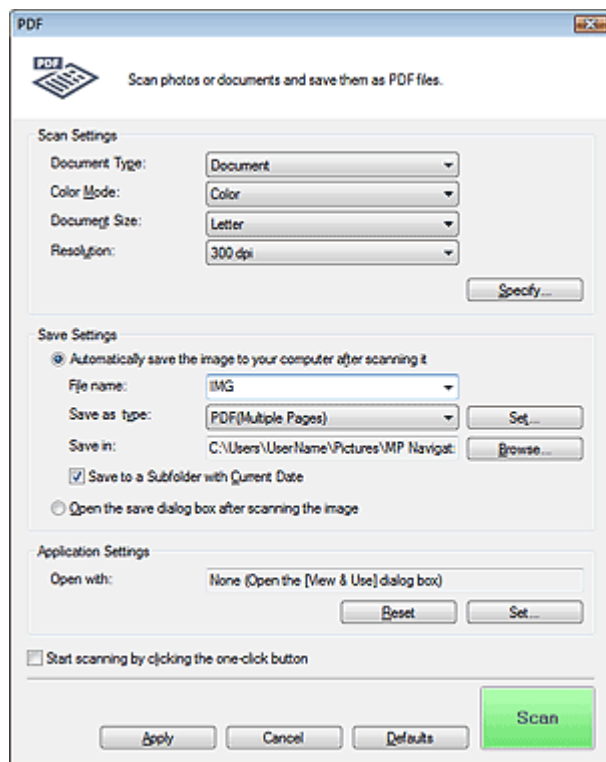 PDF
PDF
Scan photos or documents and save them as PDF files.
Scan Settings
Document Type: Document
Color Mode: Color
Document Size: Letter
Resolution: 300 dpi
Specify...
Save Settings
Automatically save the image to your computer after scanning it
File name: IMG
Save as type: PDF(Multiple Pages) Set...
Save in: C:\Users\UserName\Pictures\MP Navigat Browse...
Save to a Subfolder with Current Date
Open the save dialog box after scanning the image
Application Settings
Open with: None (Open the [View & Use] dialog box)
Reset Set...
Start scanning by clicking the one-click button
Scan
Apply Cancel Defaults